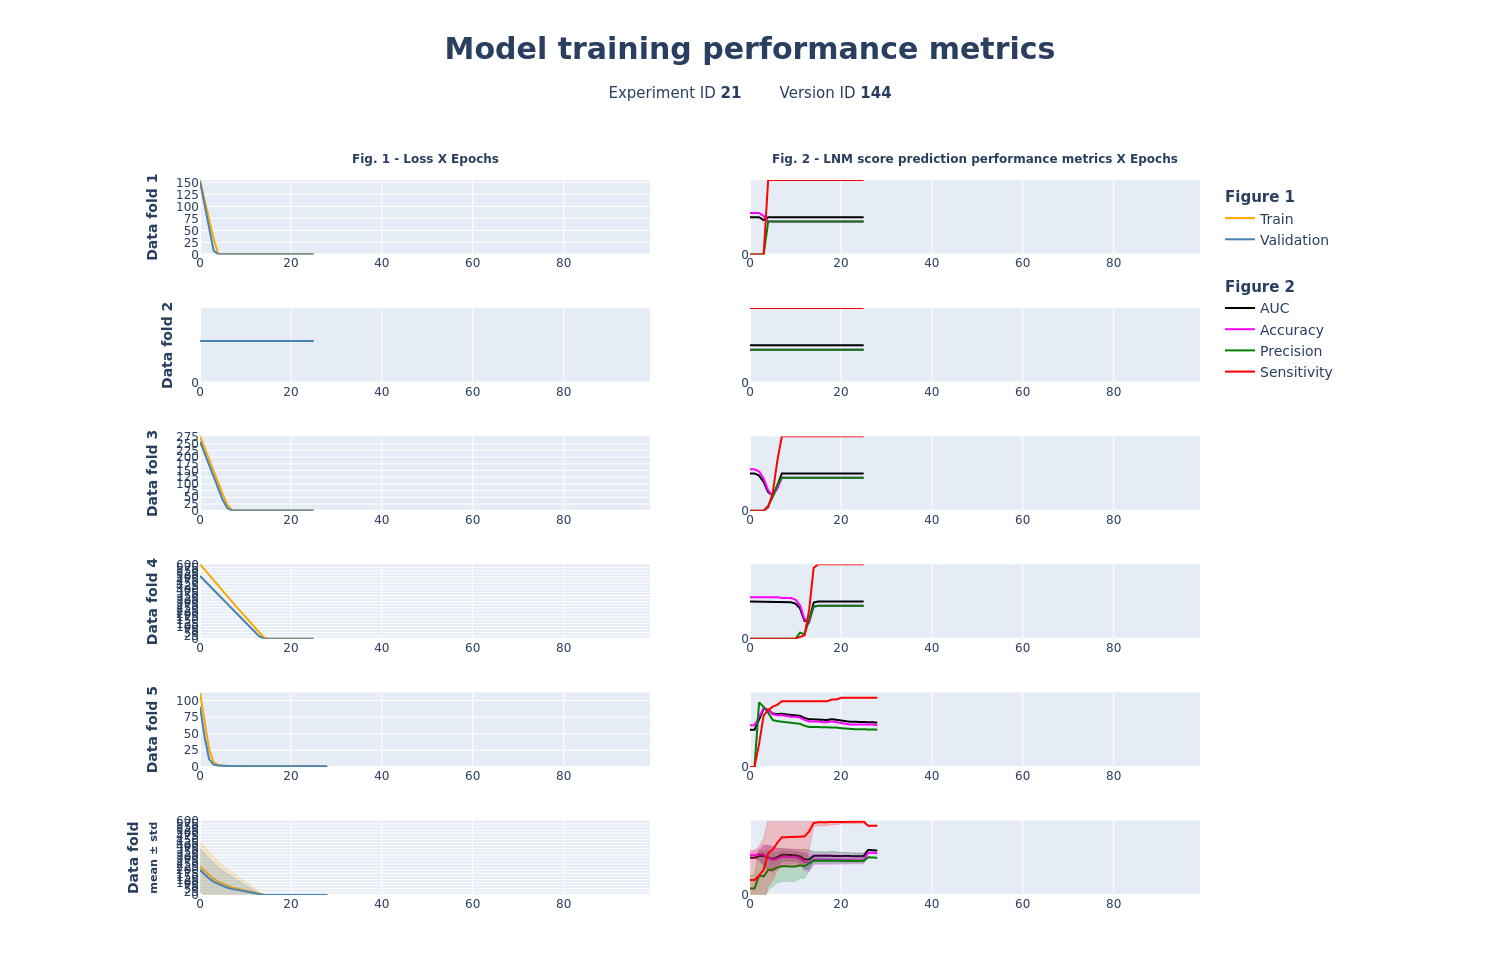 Model training performance metrics
Experiment ID 21 Version ID 144
Fig. 1 - Loss X Epochs
Fig. 2 - LNM score prediction performance metrics X Epochs
Data fold 1
150
125
100
75
50
25
0
0 20 40 60 80
0
0 20 40 60 80
Figure 1
Train
Validation
Figure 2
AUC
Accuracy
Precision
Sensitivity
Data fold 2
0
0 20 40 60 80
0
0 20 40 60 80
Data fold 3
275
250
225
200
175
150
125
100
75
50
25
0
0 20 40 60 80
0
0 20 40 60 80
Data fold 4
600
0
0 20 40 60 80
0
0 20 40 60 80
Data fold 5
100
75
50
25
0
0 20 40 60 80
0
0 20 40 60 80
Data fold
mean ± std
600
0
0 20 40 60 80
0
0 20 40 60 80